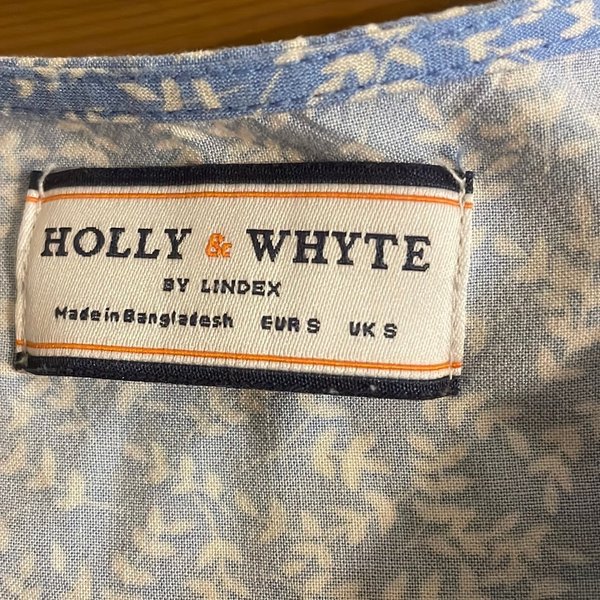 HOLLY & WHYTE
BY LINDEX
Made in Bangladesh EUR S UK S